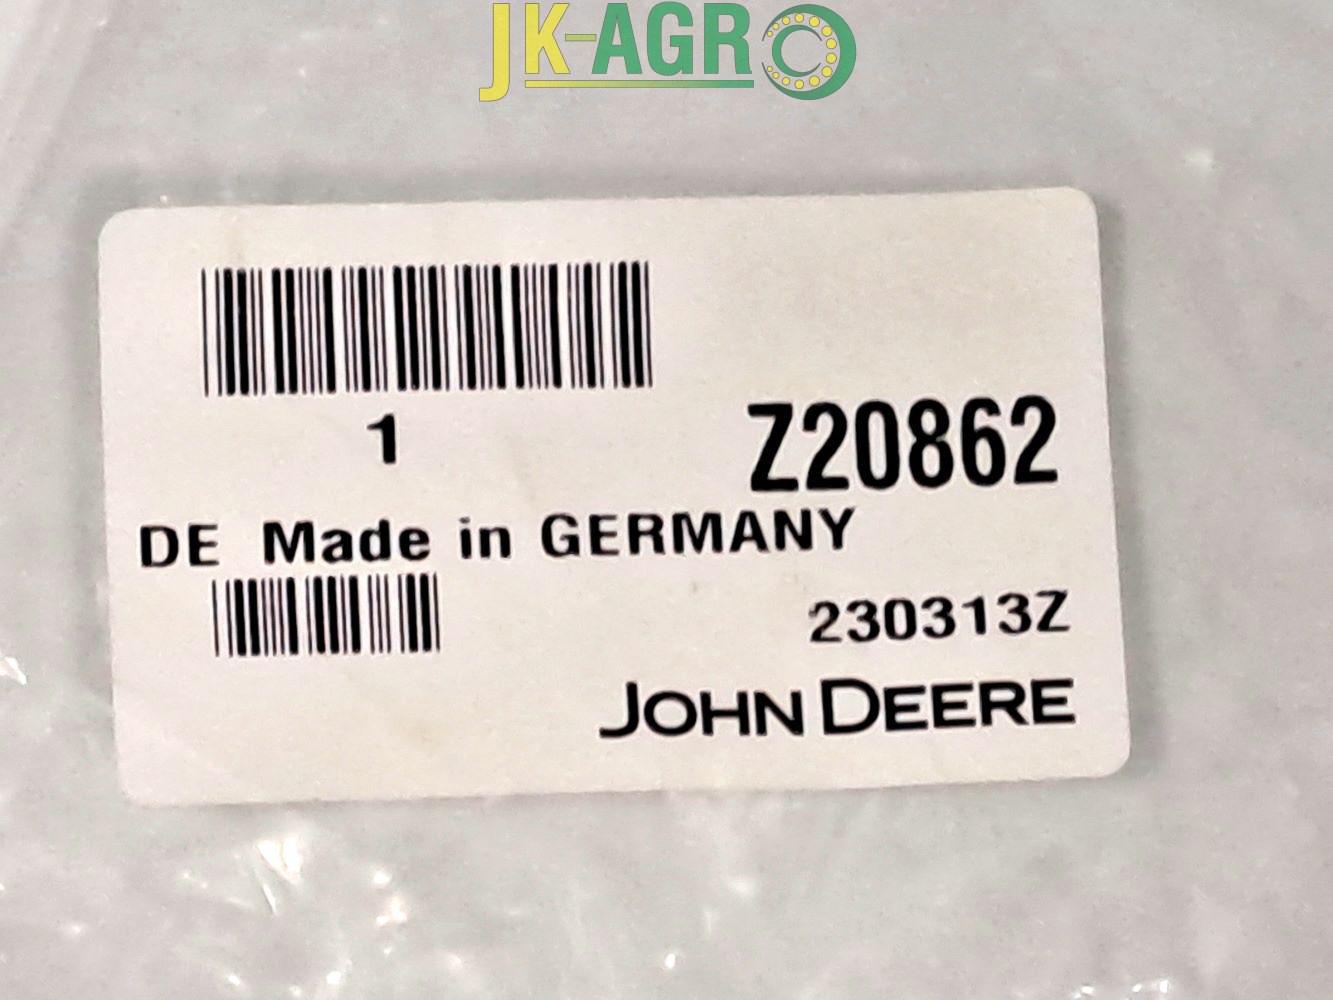 JK-AGRO
1
Z20862
DE Made in GERMANY
230313Z
JOHN DEERE